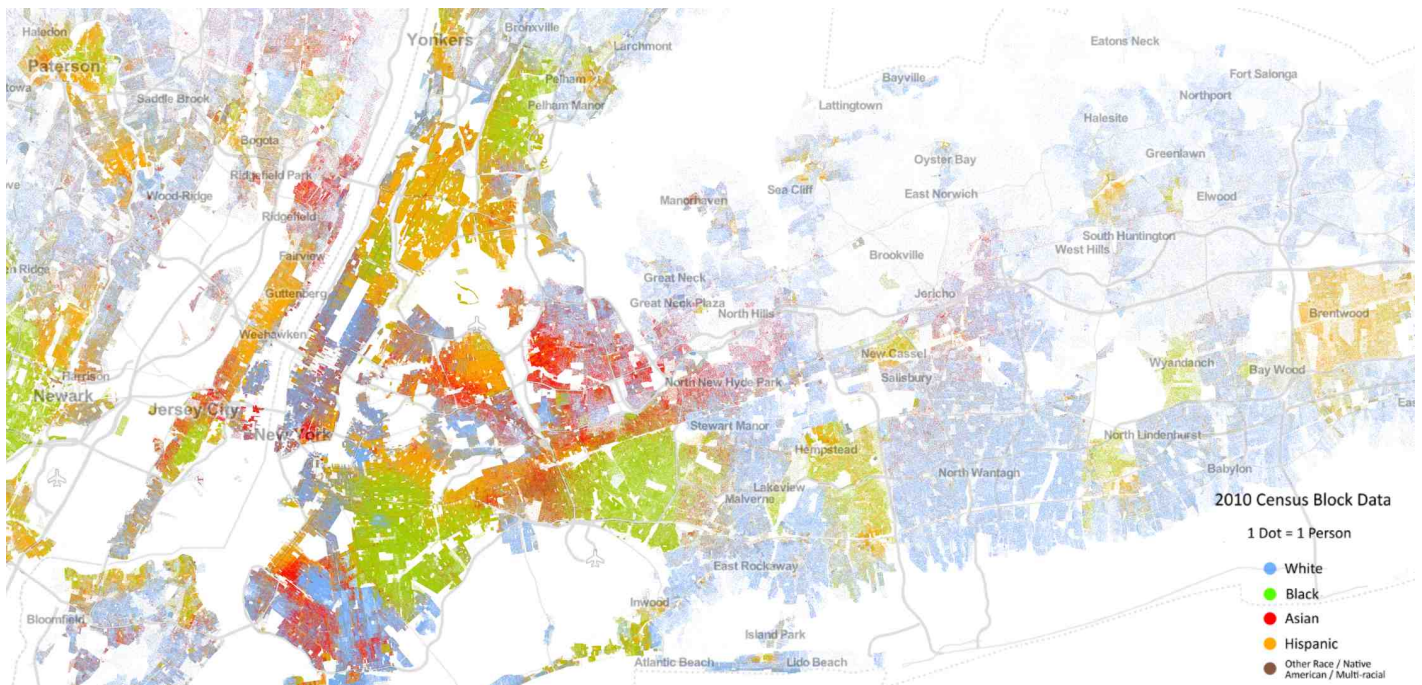 Haledon
Paterson
towa
Saddle Brook
Bogota
Ridgefield Park
Wood-Ridge
Ridgefield
Fairview
Guttenberg
Weehawken
en Ridge
Harrison
Newark
Jersey City
New York
Bloomfield
Yonkers
Bronxville
Larchmont
Pelham
Pelham Manor
Eatons Neck
Bayville
Fort Salonga
Lattingtown
Northport
Halesite
Greenlawn
Oyster Bay
Sea Cliff
East Norwich
Elwood
Manorhaven
South Huntington
West Hills
Brookville
Great Neck
Jericho
Great Neck Plaza
North Hills
Brentwood
New Cassel
Wyandanch
Bay Wood
North New Hyde Park
Salisbury
Eas
Stewart Manor
North Lindenhurst
Hempstead
North Wantagh
Babylon
Lakeview
Malverne
East Rockaway
Inwood
Island Park
Atlantic Beach
Lido Beach
2010 Census Block Data
1 Dot = 1 Person
White
Black
Asian
Hispanic
Other Race / Native
American / Multi-racial